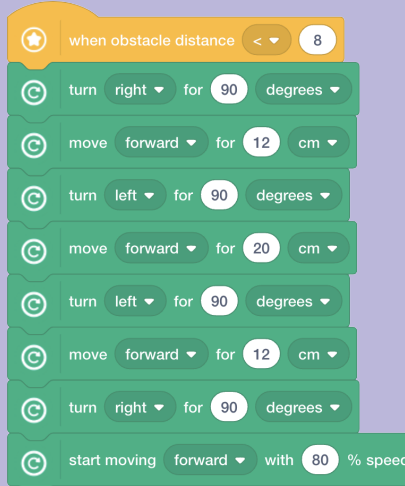 when obstacle distance < 8
turn right for 90 degrees
move forward for 12 cm
turn left for 90 degrees
move forward for 20 cm
turn left for 90 degrees
move forward for 12 cm
turn right for 90 degrees
start moving forward with 80 % speed